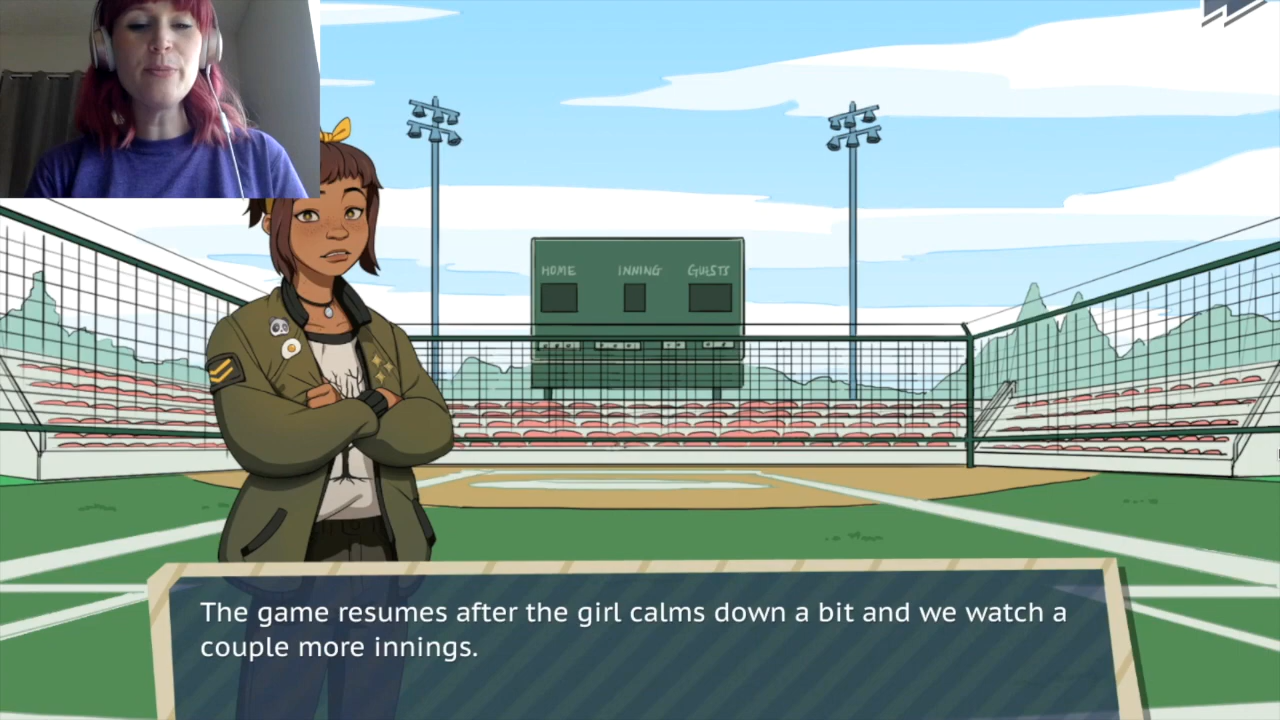 HOME INNING GUESTS
The game resumes after the girl calms down a bit and we watch a
couple more innings.